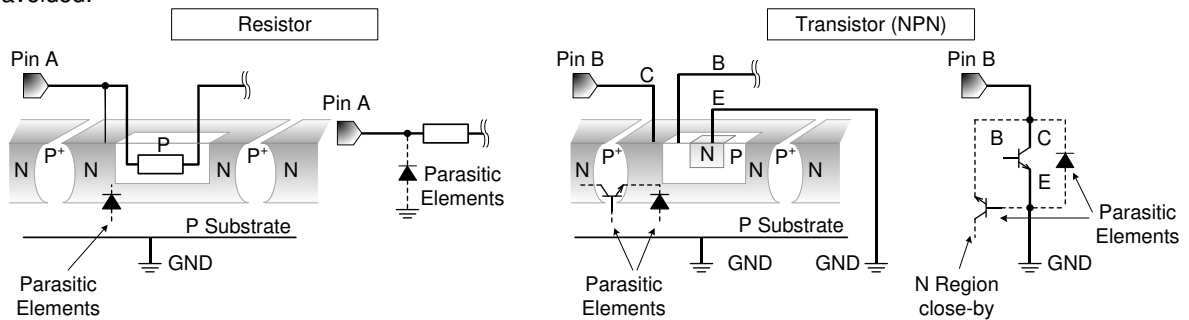 avoided.
Resistor
Transistor (NPN)
Pin A
Pin A
N P+ N P N P+ N
Parasitic
Elements
P Substrate
GND
Parasitic
Elements
Pin B
C
B
E
N P+ N N P P+ N
P Substrate
GND
GND
Parasitic
Elements
Pin B
B
C
E
Parasitic
Elements
GND
N Region
close-by